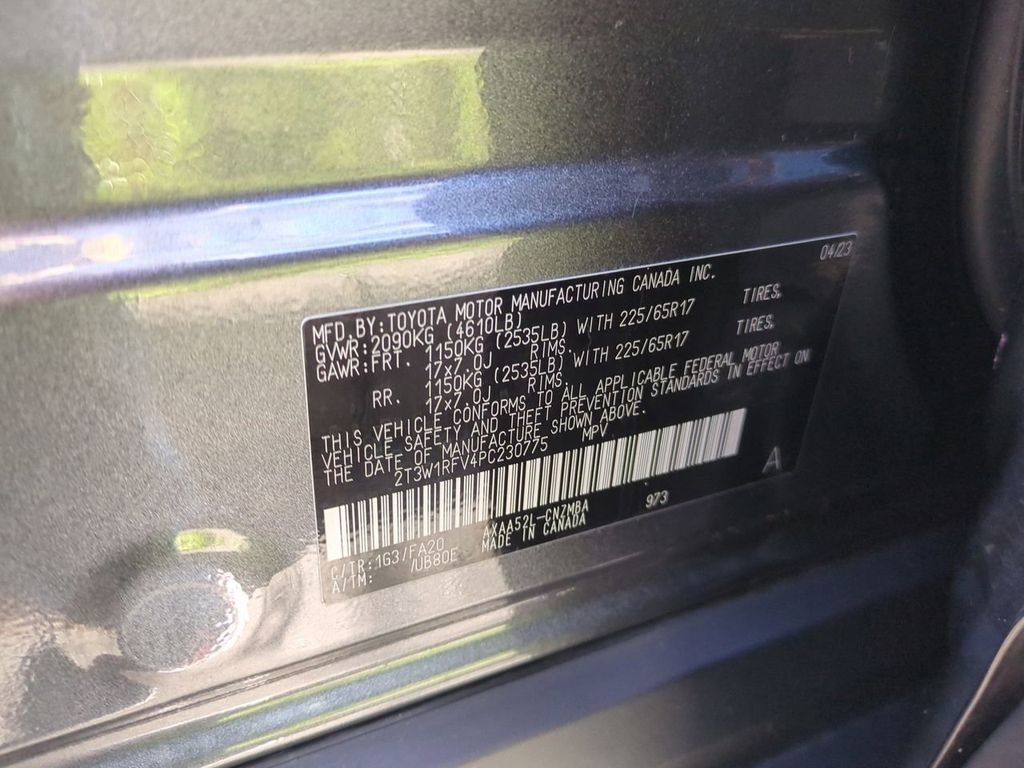 04/23
MFD.BY:TOYOTA MOTOR MANUFACTURING CANADA INC.
GVWR:2090KG (4610LB)
GAWR:FRT. 1150KG (2535LB) WITH 225/65R17 TIRES,
17x7.0J RIMS.
RR. 1150KG (2535LB) WITH 225/65R17 TIRES,
17x7.0J RIMS.
THIS VEHICLE CONFORMS TO ALL APPLICABLE FEDERAL MOTOR
VEHICLE SAFETY AND THEFT PREVENTION STANDARDS IN EFFECT ON
THE DATE OF MANUFACTURE SHOWN ABOVE.
2T3W1RFV4PC230775 MPV
A
C/TR:1G3/FA20 AXAA52L-CNZMBA 973
A/TM: /UB80E MADE IN CANADA